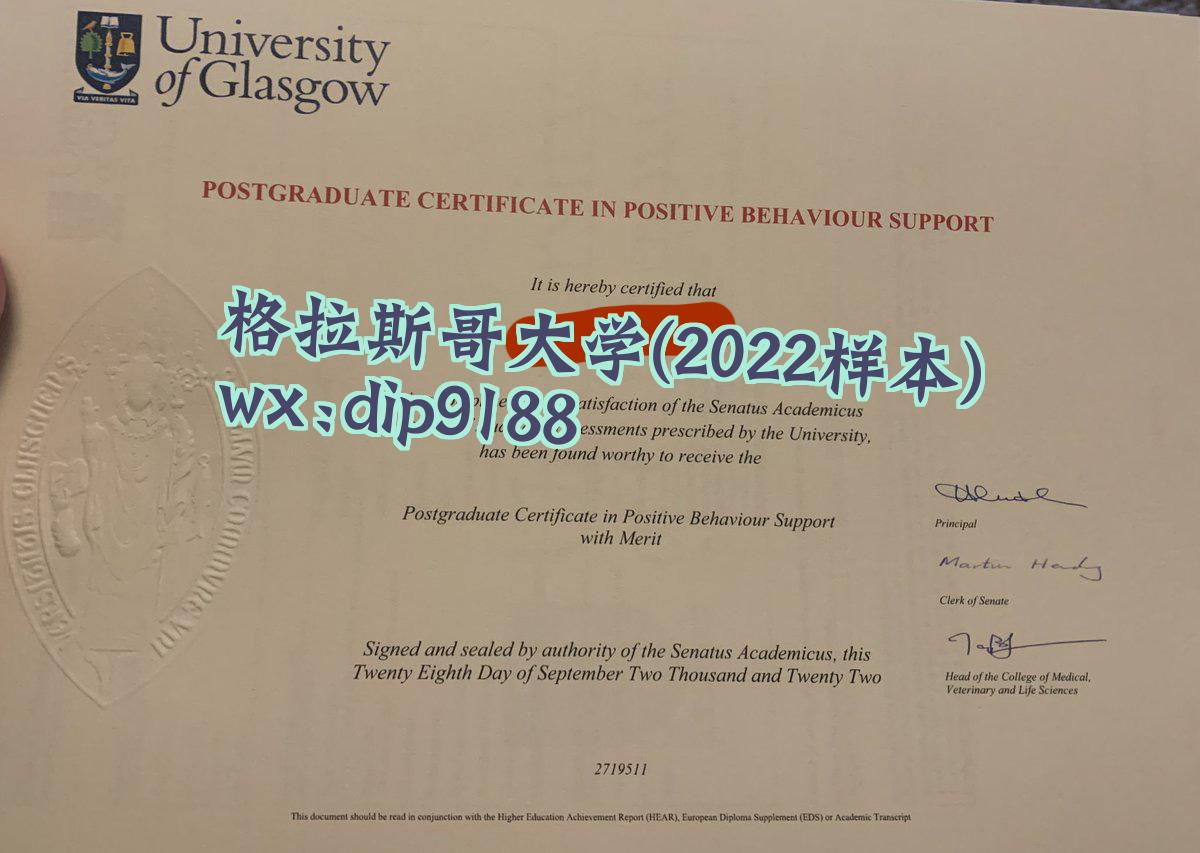 University
of Glasgow
VIA VERITAS VITA
POSTGRADUATE CERTIFICATE IN POSITIVE BEHAVIOUR SUPPORT
It is hereby certified that
格拉斯哥大学(2022样本)
wx:dip9188
satisfaction of the Senatus Academicus
prescribed by the University,
has been found worthy to receive the
Postgraduate Certificate in Positive Behaviour Support
with Merit
Principal
Martin Hendry
Clerk of Senate
Signed and sealed by authority of the Senatus Academicus, this
Twenty Eighth Day of September Two Thousand and Twenty Two
Head of the College of Medical,
Veterinary and Life Sciences
2719511
This document should be read in conjunction with the Higher Education Achievement Report (HEAR), European Diploma Supplement (EDS) or Academic Transcript